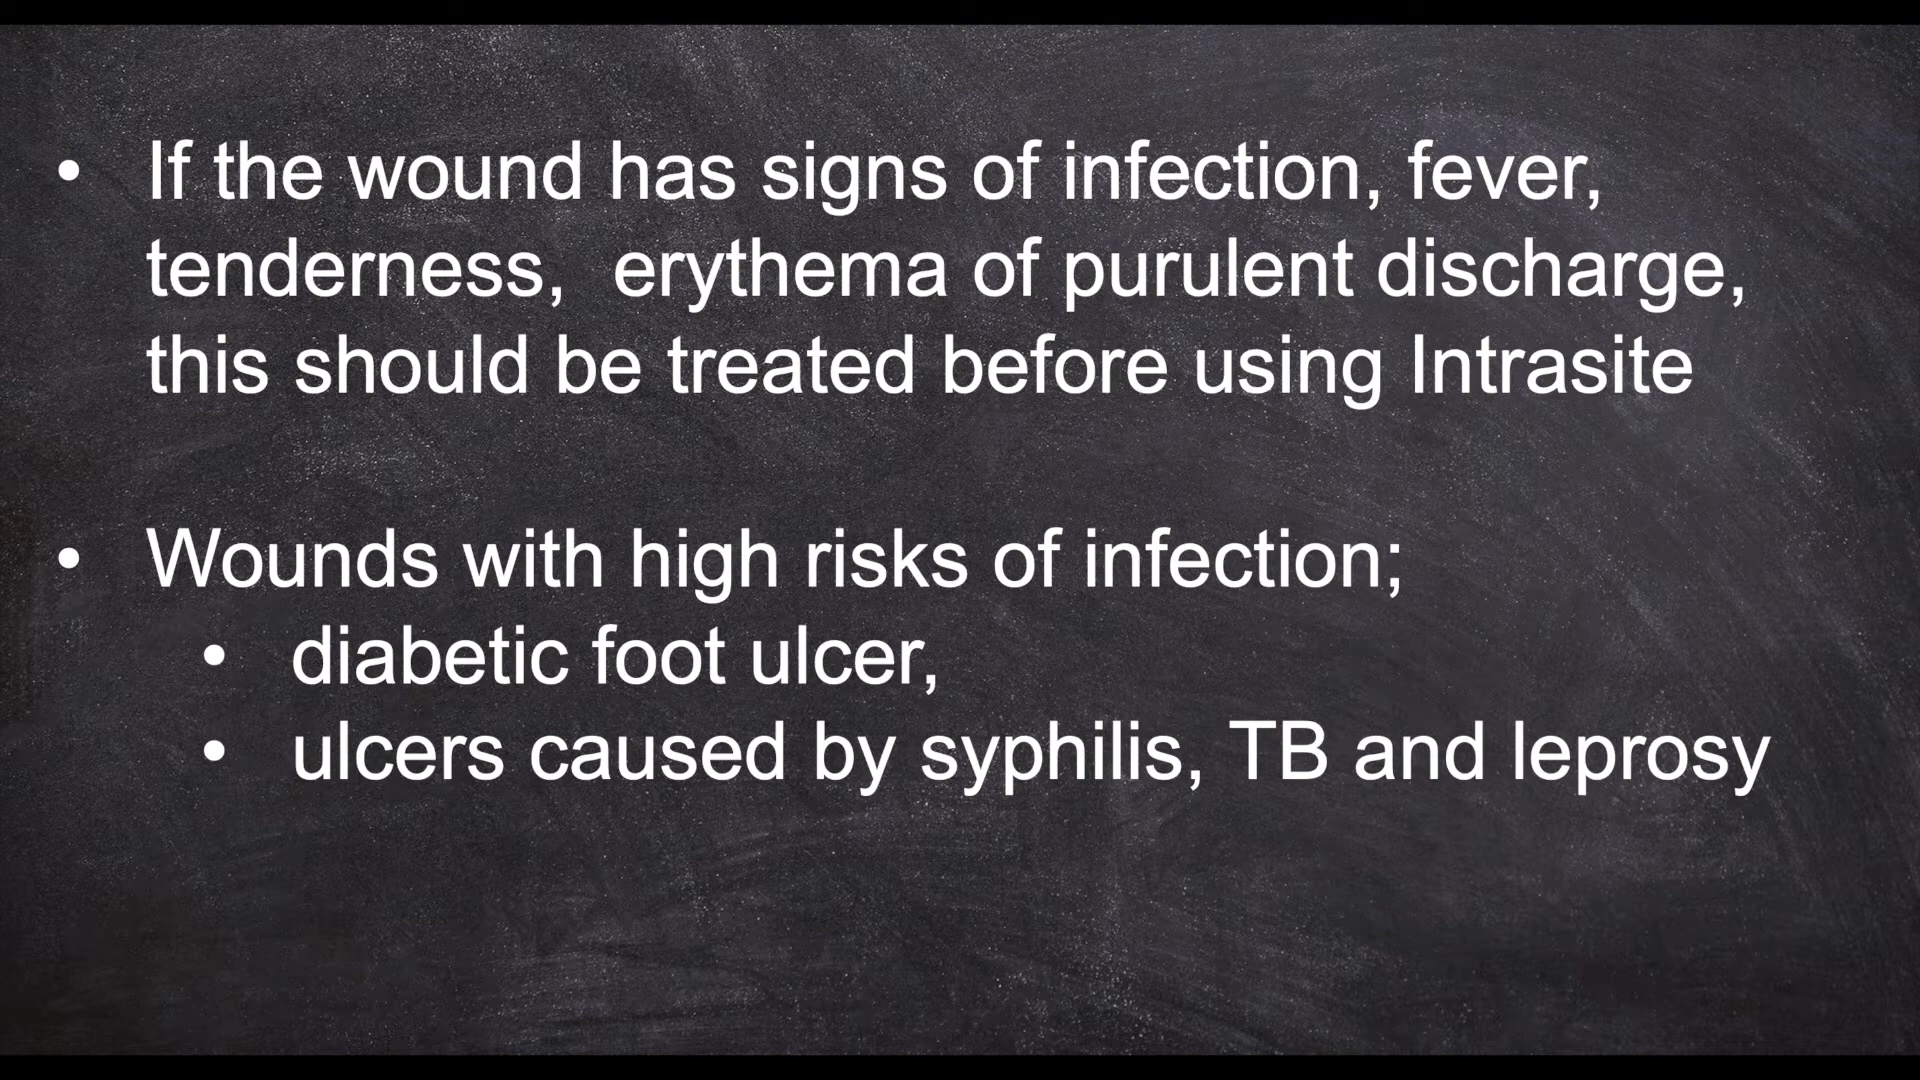 • If the wound has signs of infection, fever,
tenderness,  erythema of purulent discharge,
this should be treated before using Intrasite
• Wounds with high risks of infection;
• diabetic foot ulcer,
• ulcers caused by syphilis, TB and leprosy